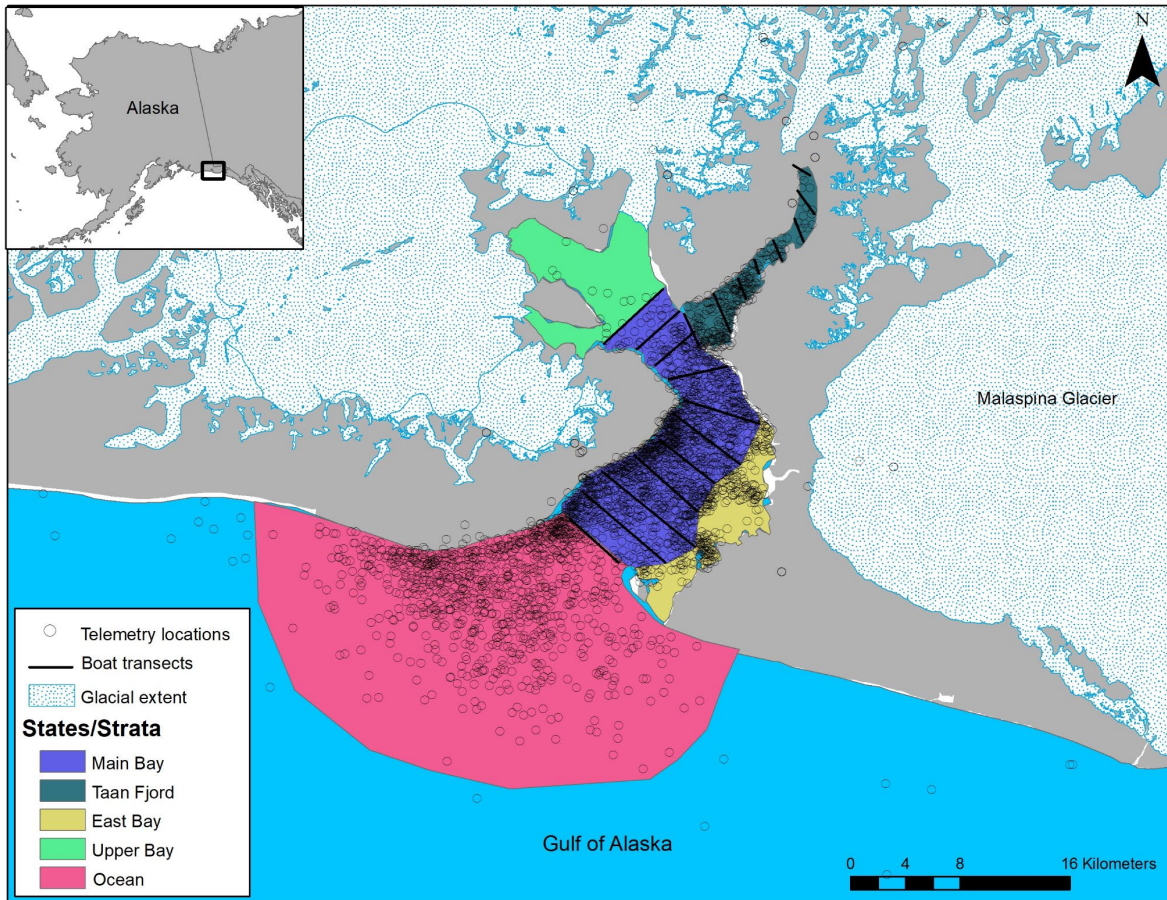 Alaska
N
Malaspina Glacier
Telemetry locations
Boat transects
Glacial extent
States/Strata
Main Bay
Taan Fjord
East Bay
Upper Bay
Ocean
Gulf of Alaska
0 4 8 16 Kilometers